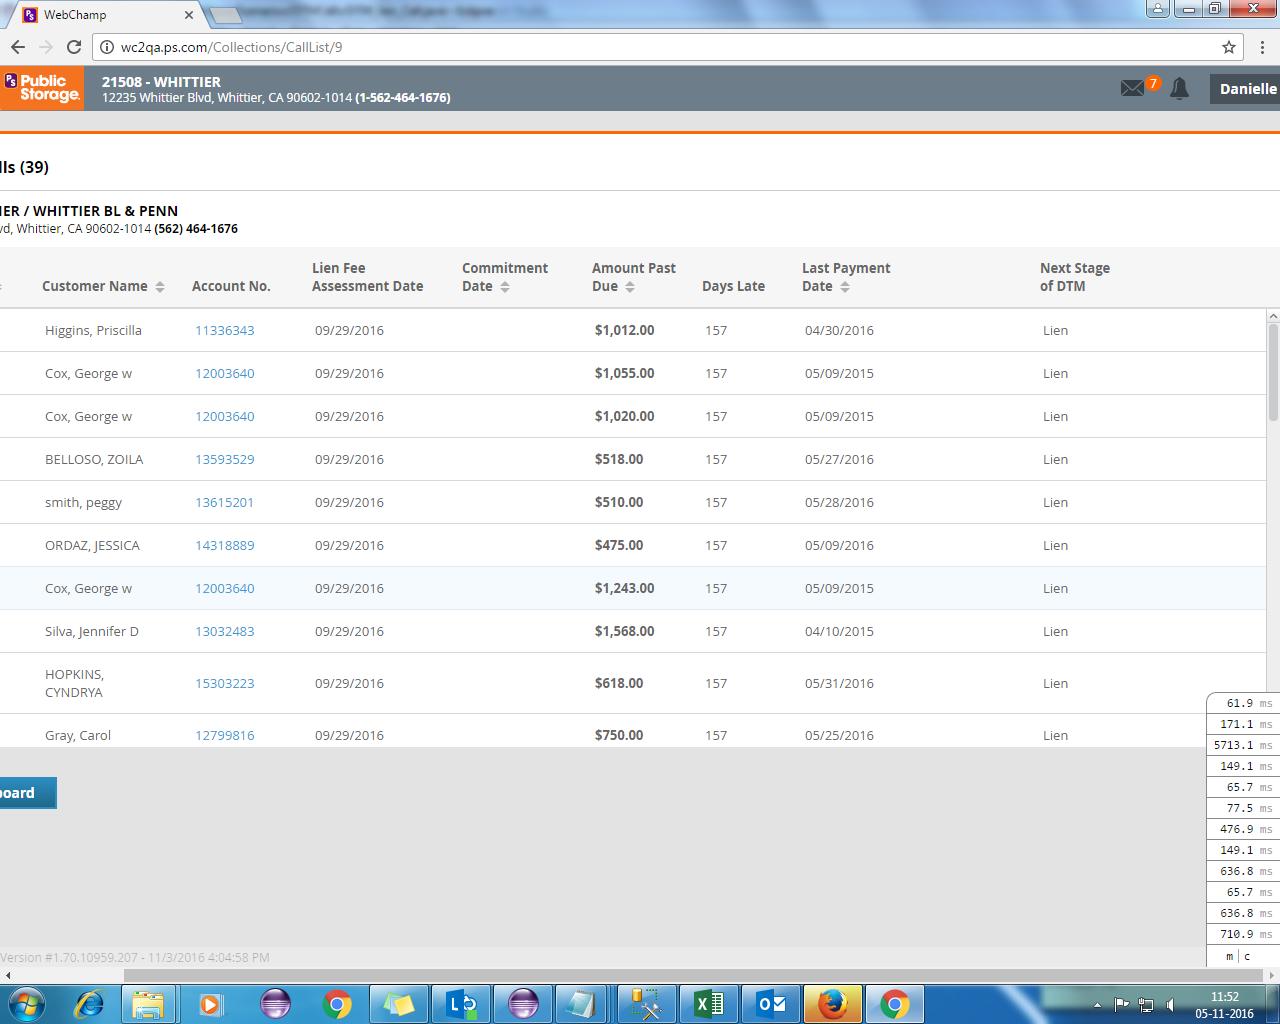 WebChamp
wc2qa.ps.com/Collections/CallList/9
PS Public Storage.
21508 - WHITTIER
12235 Whittier Blvd, Whittier, CA 90602-1014 (1-562-464-1676)
7
Danielle
lls (39)
IER / WHITTIER BL & PENN
vd, Whittier, CA 90602-1014 (562) 464-1676
Customer Name Account No. Lien Fee Assessment Date Commitment Date Amount Past Due Days Late Last Payment Date Next Stage of DTM
Higgins, Priscilla 11336343 09/29/2016 $1,012.00 157 04/30/2016 Lien
Cox, George w 12003640 09/29/2016 $1,055.00 157 05/09/2015 Lien
Cox, George w 12003640 09/29/2016 $1,020.00 157 05/09/2015 Lien
BELLOSO, ZOILA 13593529 09/29/2016 $518.00 157 05/27/2016 Lien
smith, peggy 13615201 09/29/2016 $510.00 157 05/28/2016 Lien
ORDAZ, JESSICA 14318889 09/29/2016 $475.00 157 05/09/2016 Lien
Cox, George w 12003640 09/29/2016 $1,243.00 157 05/09/2015 Lien
Silva, Jennifer D 13032483 09/29/2016 $1,568.00 157 04/10/2015 Lien
HOPKINS, CYNDRYA 15303223 09/29/2016 $618.00 157 05/31/2016 Lien
Gray, Carol 12799816 09/29/2016 $750.00 157 05/25/2016 Lien
61.9 ms
171.1 ms
5713.1 ms
149.1 ms
65.7 ms
77.5 ms
476.9 ms
149.1 ms
636.8 ms
65.7 ms
636.8 ms
710.9 ms
m | c
board
Version #1.70.10959.207 - 11/3/2016 4:04:58 PM
11:52
05-11-2016